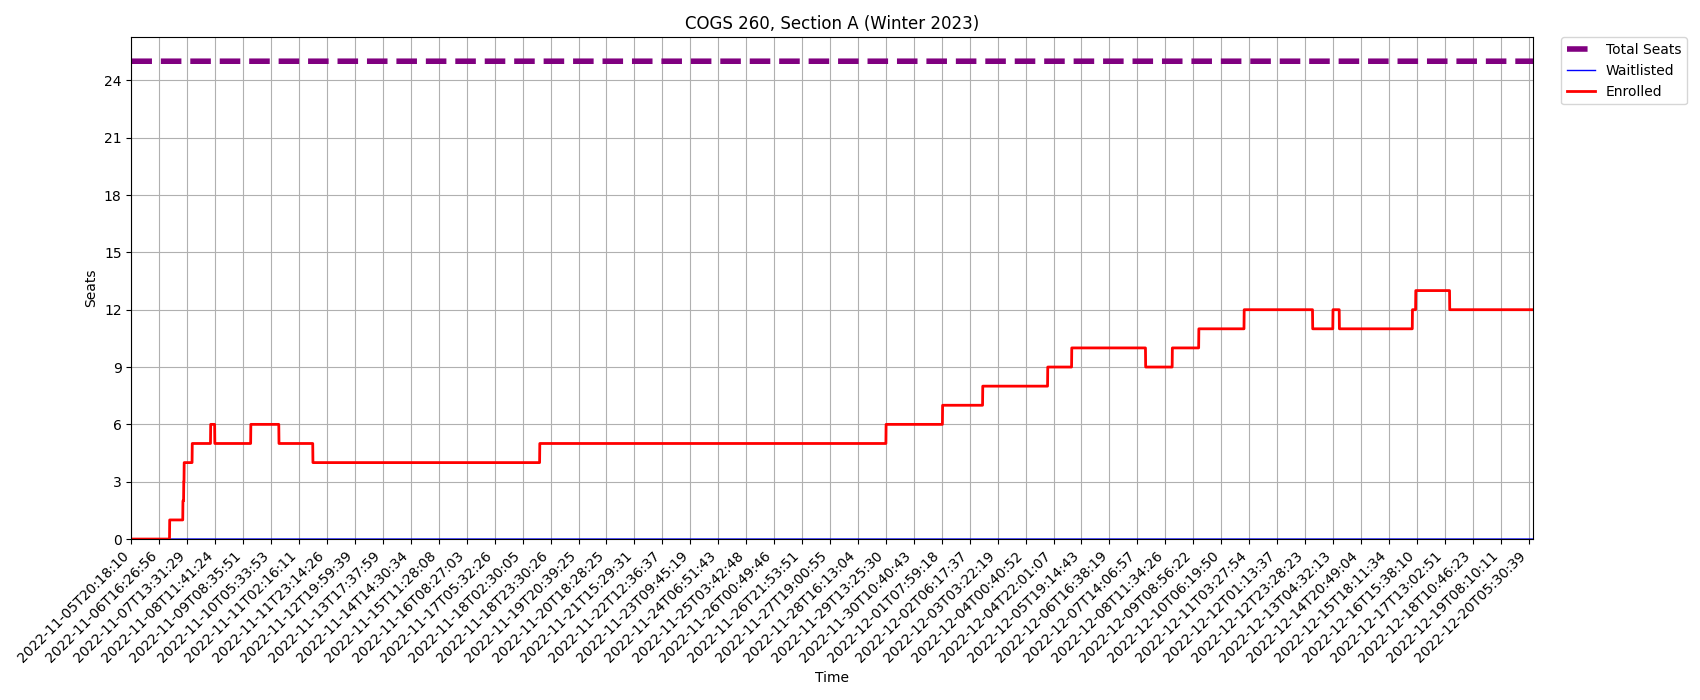 COGS 260, Section A (Winter 2023)
Total Seats
Waitlisted
Enrolled
Seats
24
21
18
15
12
9
6
3
0
2022-11-05T20:18:10
2022-11-06T16:26:56
2022-11-07T13:31:29
2022-11-08T11:41:24
2022-11-09T08:35:51
2022-11-10T05:33:53
2022-11-11T02:16:11
2022-11-11T23:14:26
2022-11-12T19:59:39
2022-11-13T17:37:59
2022-11-14T14:30:34
2022-11-15T11:28:08
2022-11-16T08:27:03
2022-11-17T05:32:26
2022-11-18T02:30:05
2022-11-18T23:30:26
2022-11-19T20:39:25
2022-11-20T18:28:25
2022-11-21T15:29:31
2022-11-22T12:36:37
2022-11-23T09:45:19
2022-11-24T06:51:43
2022-11-25T03:42:48
2022-11-26T00:49:46
2022-11-26T21:53:51
2022-11-27T19:00:55
2022-11-28T16:13:04
2022-11-29T13:25:30
2022-11-30T10:40:43
2022-12-01T07:59:18
2022-12-02T06:17:37
2022-12-03T03:22:19
2022-12-04T00:40:52
2022-12-04T22:01:07
2022-12-05T19:14:43
2022-12-06T16:38:19
2022-12-07T14:06:57
2022-12-08T11:34:26
2022-12-09T08:56:22
2022-12-10T06:19:50
2022-12-11T03:27:54
2022-12-12T01:13:37
2022-12-12T23:28:23
2022-12-13T04:32:13
2022-12-14T20:49:04
2022-12-15T18:11:34
2022-12-16T15:38:10
2022-12-17T13:02:51
2022-12-18T10:46:23
2022-12-19T08:10:11
2022-12-20T05:30:39
Time